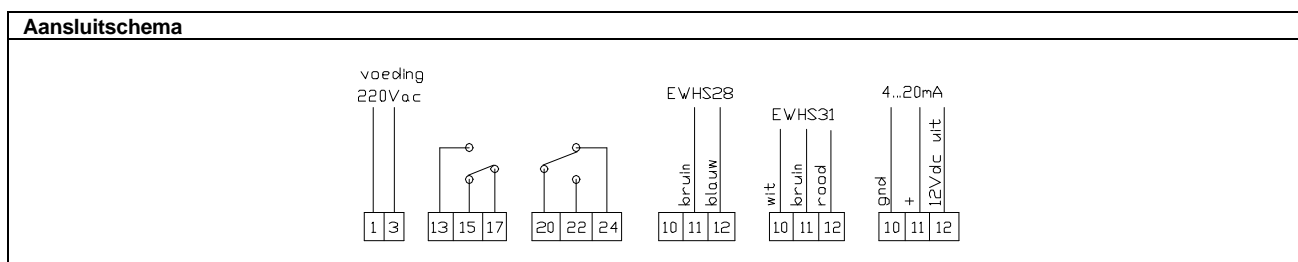 Aansluitschema
voeding
220Vac
EWHS28
EWHS31
4...20mA
bruin
blauw
wit
bruin
rood
gnd
+
12Vdc uit
1 3
13 15 17
20 22 24
10 11 12
10 11 12
10 11 12